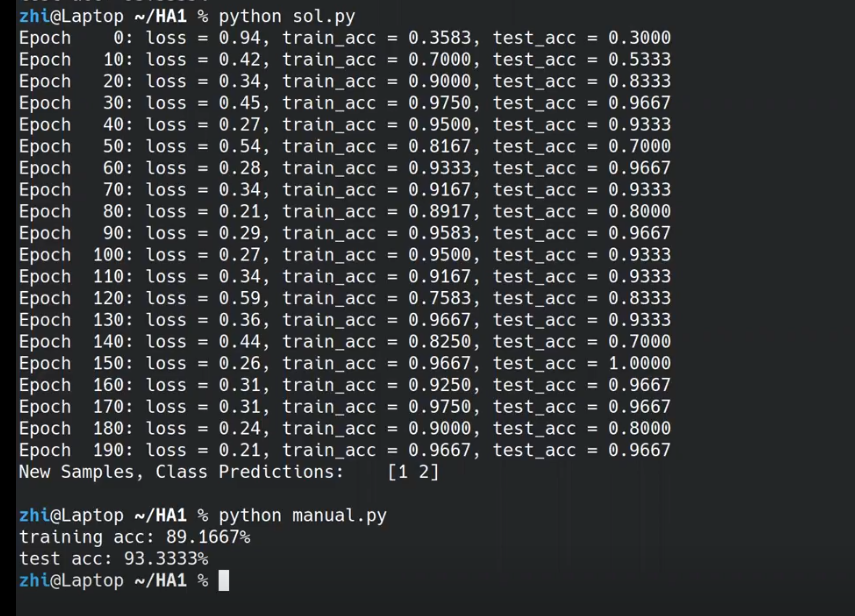 zhi@Laptop ~/HA1 % python sol.py
Epoch    0: loss = 0.94, train_acc = 0.3583, test_acc = 0.3000
Epoch   10: loss = 0.42, train_acc = 0.7000, test_acc = 0.5333
Epoch   20: loss = 0.34, train_acc = 0.9000, test_acc = 0.8333
Epoch   30: loss = 0.45, train_acc = 0.9750, test_acc = 0.9667
Epoch   40: loss = 0.27, train_acc = 0.9500, test_acc = 0.9333
Epoch   50: loss = 0.54, train_acc = 0.8167, test_acc = 0.7000
Epoch   60: loss = 0.28, train_acc = 0.9333, test_acc = 0.9667
Epoch   70: loss = 0.34, train_acc = 0.9167, test_acc = 0.9333
Epoch   80: loss = 0.21, train_acc = 0.8917, test_acc = 0.8000
Epoch   90: loss = 0.29, train_acc = 0.9583, test_acc = 0.9667
Epoch  100: loss = 0.27, train_acc = 0.9500, test_acc = 0.9333
Epoch  110: loss = 0.34, train_acc = 0.9167, test_acc = 0.9333
Epoch  120: loss = 0.59, train_acc = 0.7583, test_acc = 0.8333
Epoch  130: loss = 0.36, train_acc = 0.9667, test_acc = 0.9333
Epoch  140: loss = 0.44, train_acc = 0.8250, test_acc = 0.7000
Epoch  150: loss = 0.26, train_acc = 0.9667, test_acc = 1.0000
Epoch  160: loss = 0.31, train_acc = 0.9250, test_acc = 0.9667
Epoch  170: loss = 0.31, train_acc = 0.9750, test_acc = 0.9667
Epoch  180: loss = 0.24, train_acc = 0.9000, test_acc = 0.8000
Epoch  190: loss = 0.21, train_acc = 0.9667, test_acc = 0.9667
New Samples, Class Predictions:    [1 2]
zhi@Laptop ~/HA1 % python manual.py
training acc: 89.1667%
test acc: 93.3333%
zhi@Laptop ~/HA1 %